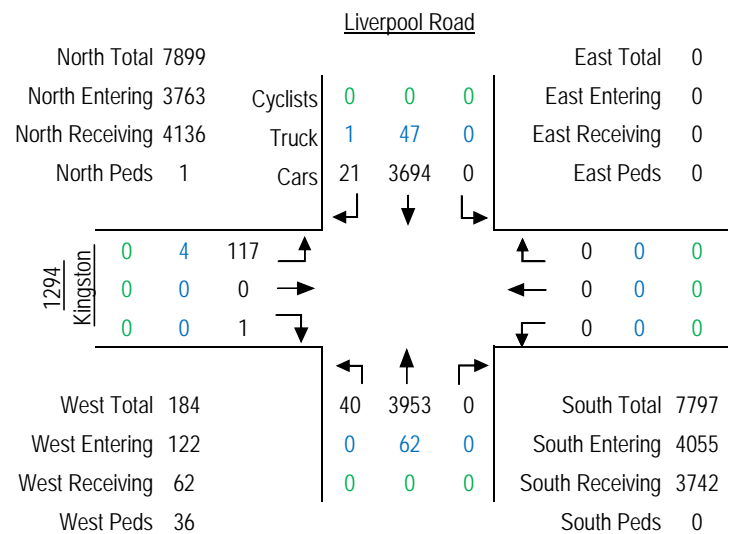 Liverpool Road
North Total 7899
East Total 0
North Entering 3763
Cyclists 0 0 0
East Entering 0
North Receiving 4136
Truck 1 47 0
East Receiving 0
North Peds 1
Cars 21 3694 0
East Peds 0
1294
Kingston
0 4 117
0 0 0
0 0 0
0 0 0
0 0 1
0 0 0
West Total 184
40 3953 0
South Total 7797
West Entering 122
0 62 0
South Entering 4055
West Receiving 62
0 0 0
South Receiving 3742
West Peds 36
South Peds 0